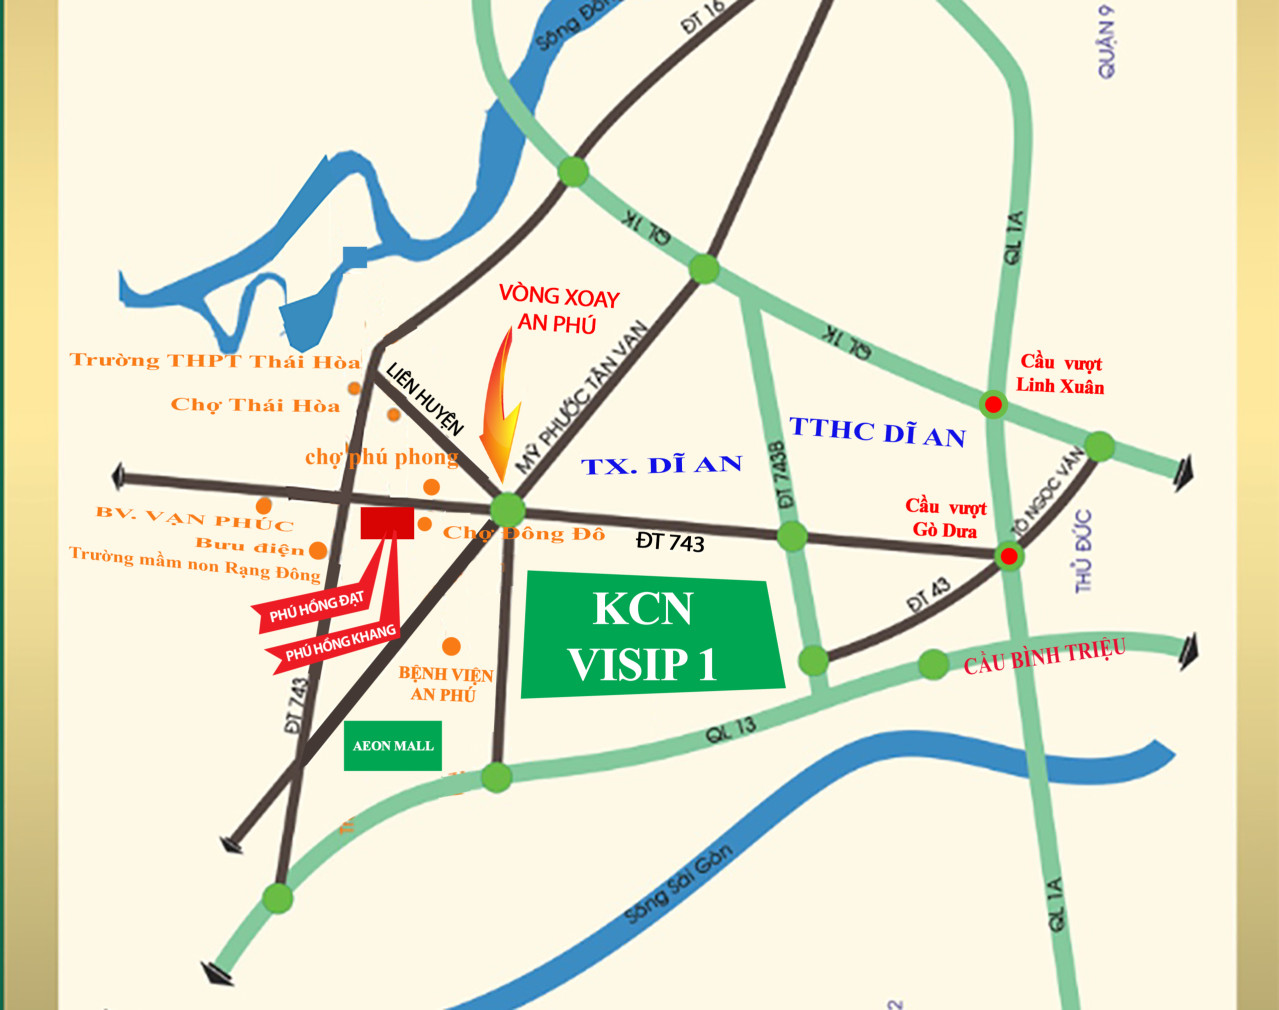 Sông Đồn
ĐT 16
QUẬN 9
QL 1K
QL 1A
VÒNG XOAY
AN PHÚ
MỸ PHƯỚC TÂN VẠN
QL 1K
Trường THPT Thái Hòa
LIÊN HUYỆN
Chợ Thái Hòa
Cầu vượt
Linh Xuân
TTHC DĨ AN
chợ phú phong
TX. DĨ AN
ĐT 743B
TÔ NGỌC VÂN
BV. VẠN PHÚC
Cầu vượt
Gò Dưa
Chợ Đông Đô
ĐT 743
Bưu điện
Trường mầm non Rạng Đông
THỦ ĐỨC
PHÚ HỒNG ĐẠT
PHÚ HỒNG KHANG
KCN
VISIP 1
ĐT 43
CẦU BÌNH TRIỆU
BỆNH VIỆN
AN PHÚ
ĐT 743
AEON MALL
QL 13
Sông Sài Gòn
QL 1A
2